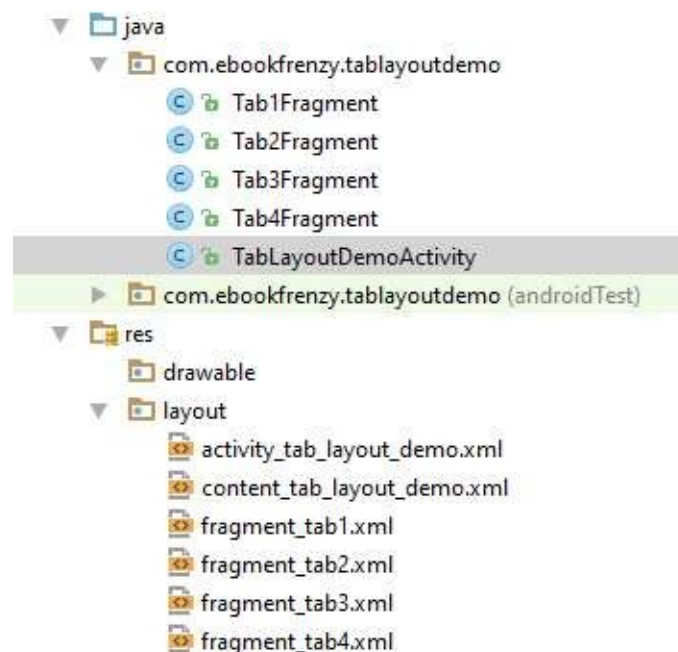 java
com.ebookfrenzy.tablayoutdemo
C Tab1Fragment
C Tab2Fragment
C Tab3Fragment
C Tab4Fragment
C TabLayoutDemoActivity
com.ebookfrenzy.tablayoutdemo (androidTest)
res
drawable
layout
activity_tab_layout_demo.xml
content_tab_layout_demo.xml
fragment_tab1.xml
fragment_tab2.xml
fragment_tab3.xml
fragment_tab4.xml